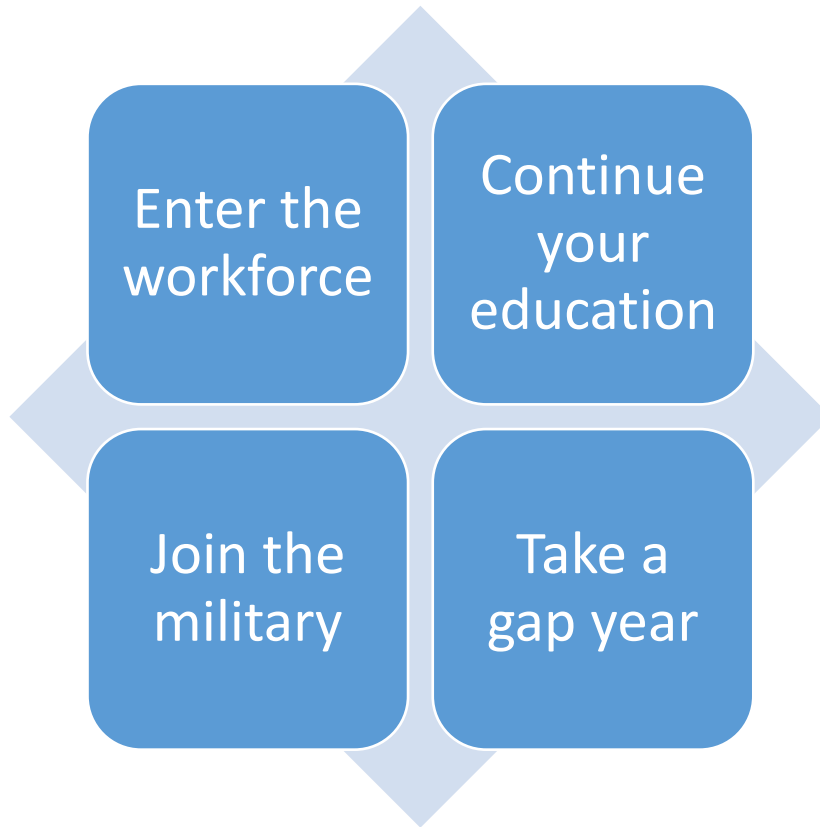 Enter the
workforce
Continue
your
education
Join the
military
Take a
gap year